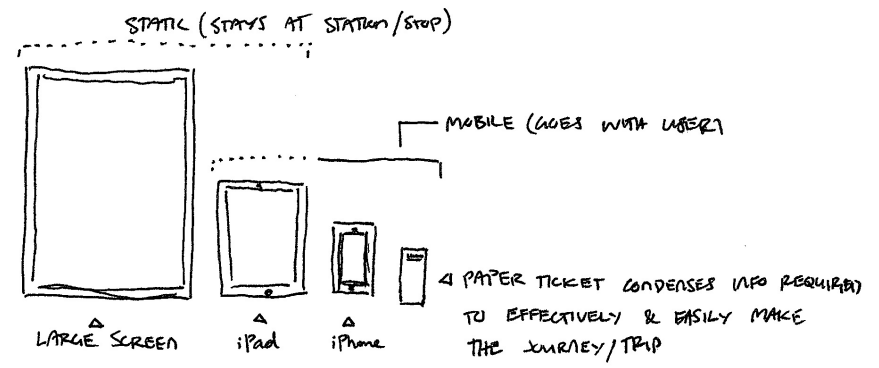 STATIC (STAYS AT STATION/STOP)
MOBILE (GOES WITH USER)
PAPER TICKET CONDENSES INFO REQUIRED
TO EFFECTIVELY & EASILY MAKE
THE JOURNEY/TRIP
LARGE SCREEN
iPad
iPhone